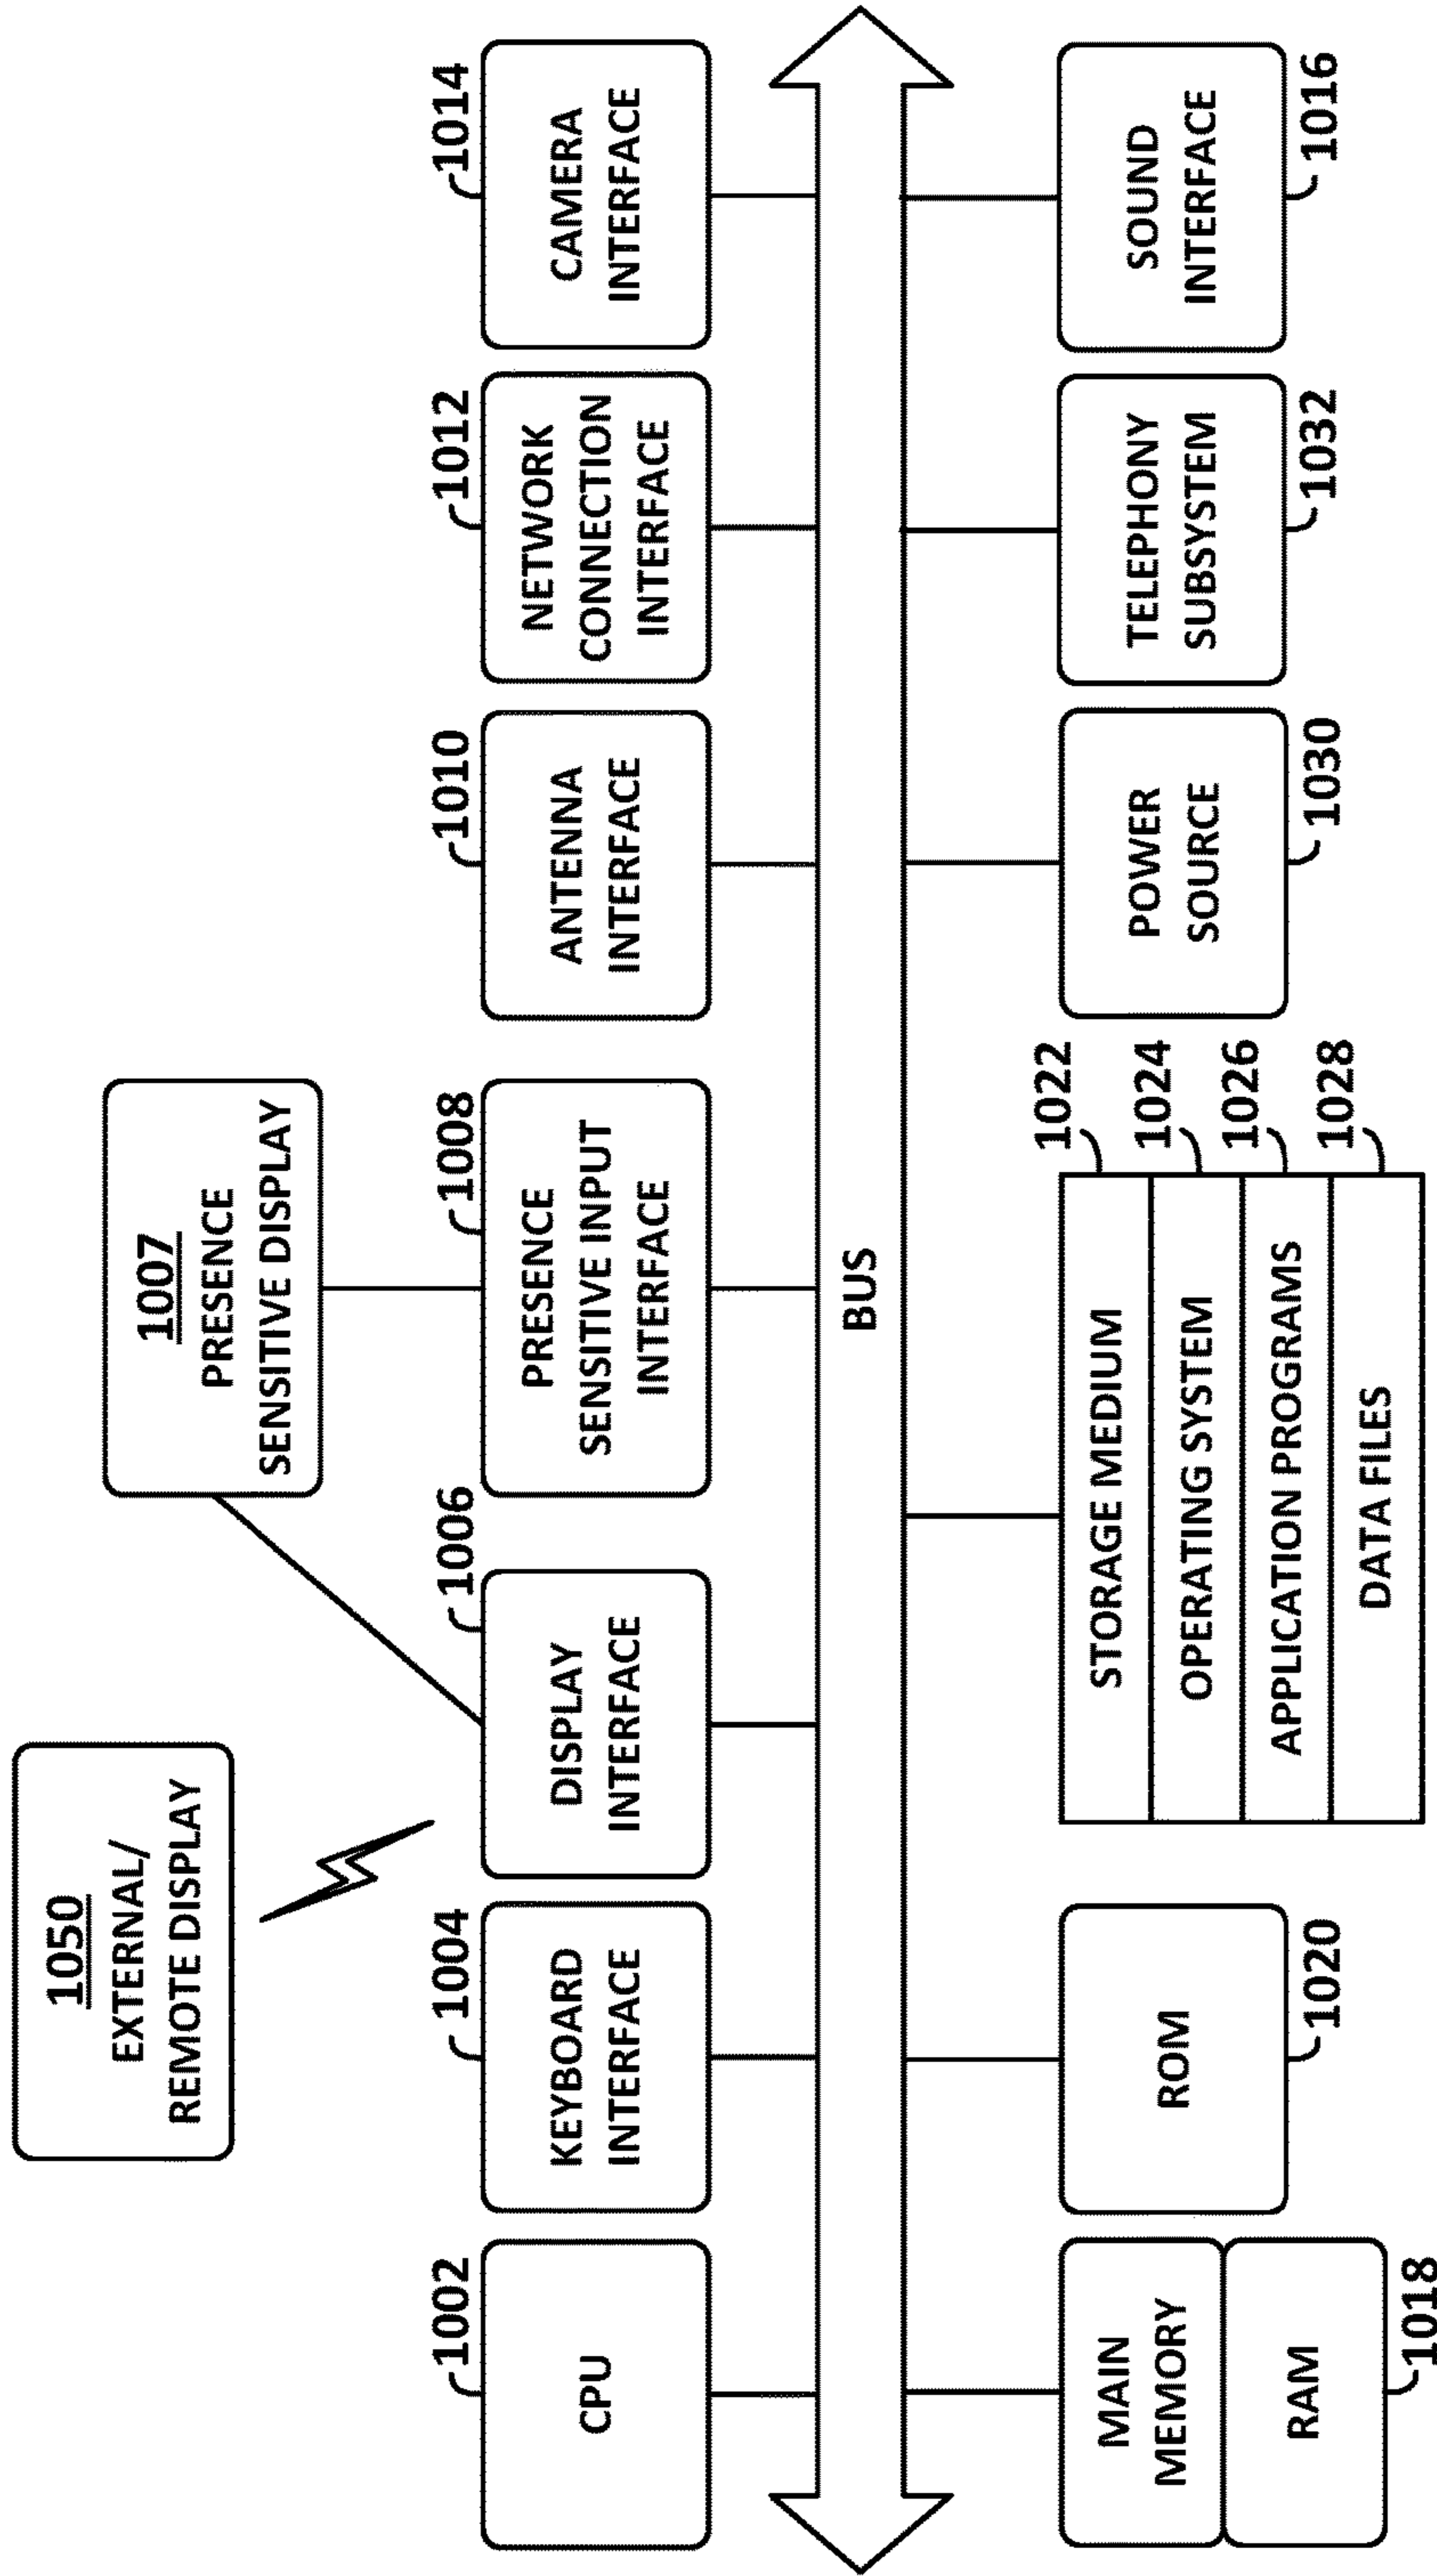 1050
EXTERNAL/
REMOTE DISPLAY
1007
PRESENCE
SENSITIVE DISPLAY
1002
CPU
1004
KEYBOARD
INTERFACE
1006
DISPLAY
INTERFACE
1008
PRESENCE
SENSITIVE INPUT
INTERFACE
1010
ANTENNA
INTERFACE
1012
NETWORK
CONNECTION
INTERFACE
1014
CAMERA
INTERFACE
BUS
MAIN
MEMORY
RAM
1018
ROM
1020
STORAGE MEDIUM
1022
OPERATING SYSTEM
1024
APPLICATION PROGRAMS
1026
DATA FILES
1028
POWER
SOURCE
1030
TELEPHONY
SUBSYSTEM
1032
SOUND
INTERFACE
1016